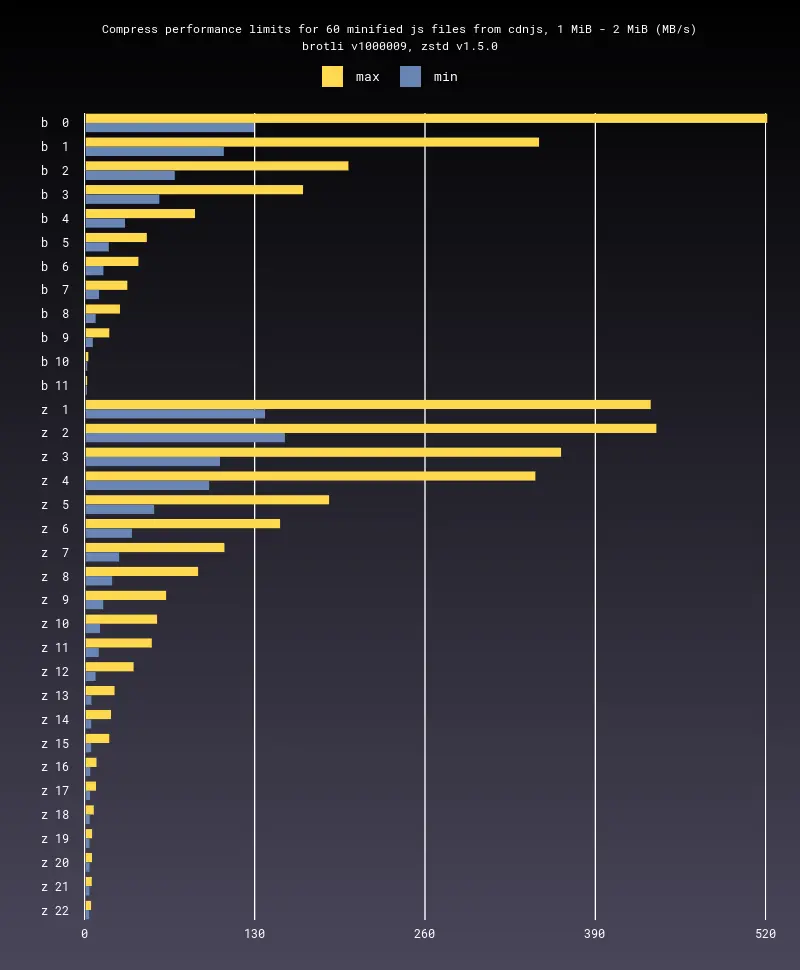 Compress performance limits for 60 minified js files from cdnjs, 1 MiB - 2 MiB (MB/s)
brotli v1000009, zstd v1.5.0
max min
b 0
b 1
b 2
b 3
b 4
b 5
b 6
b 7
b 8
b 9
b 10
b 11
z 1
z 2
z 3
z 4
z 5
z 6
z 7
z 8
z 9
z 10
z 11
z 12
z 13
z 14
z 15
z 16
z 17
z 18
z 19
z 20
z 21
z 22
0 130 260 390 520